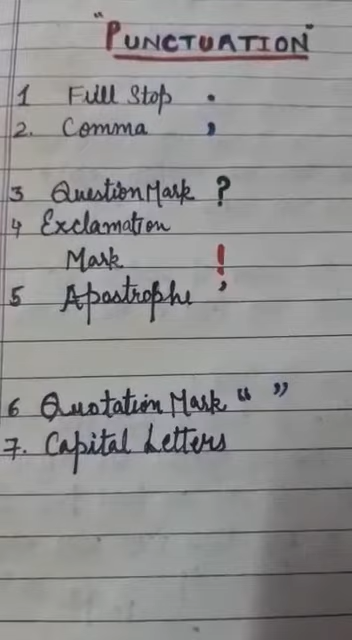 "PUNCTUATION"
1 Full Stop .
2. Comma ,
3 Question Mark ?
4 Exclamation
Mark !
5 Apostrophe '
6 Quotation Mark “ ”
7. Capital Letters